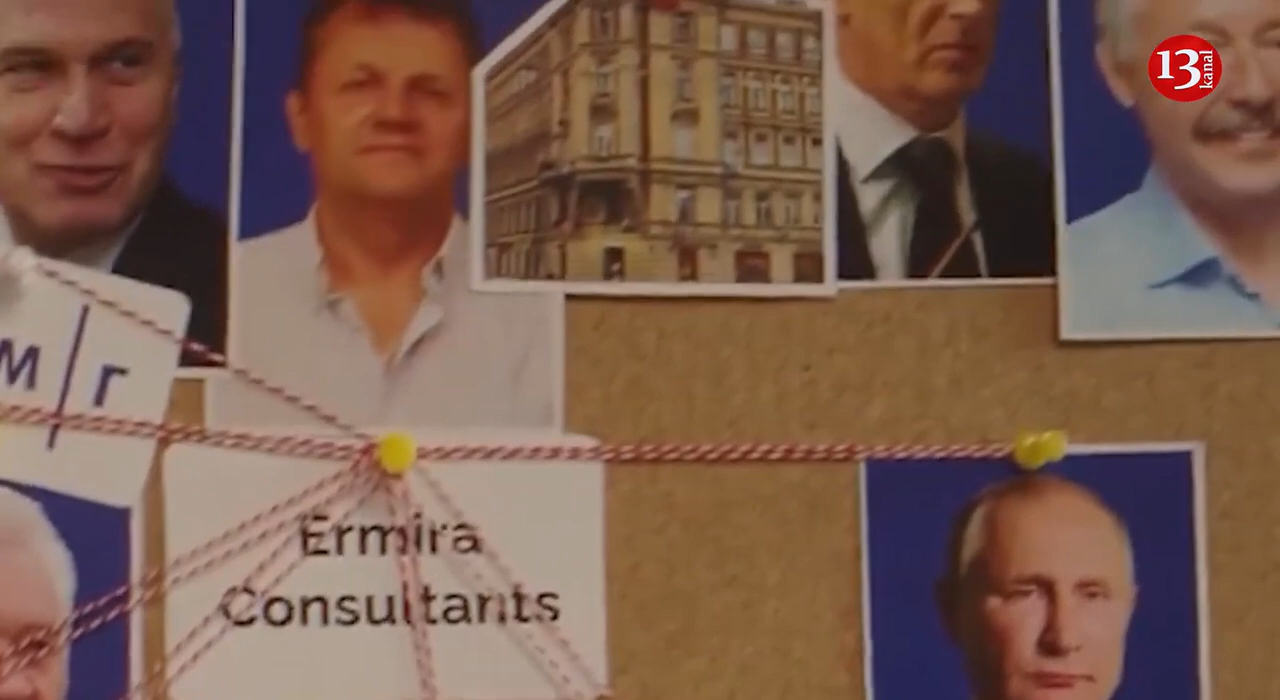 13 kanal
м/г
Ermira
Consultants